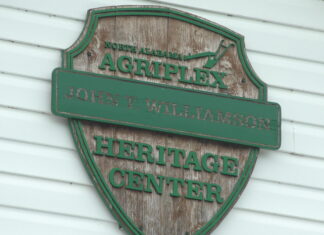 NORTH ALABAMA
AGRIPLEX
JOHN T WILLIAMSON
HERITAGE
CENTER